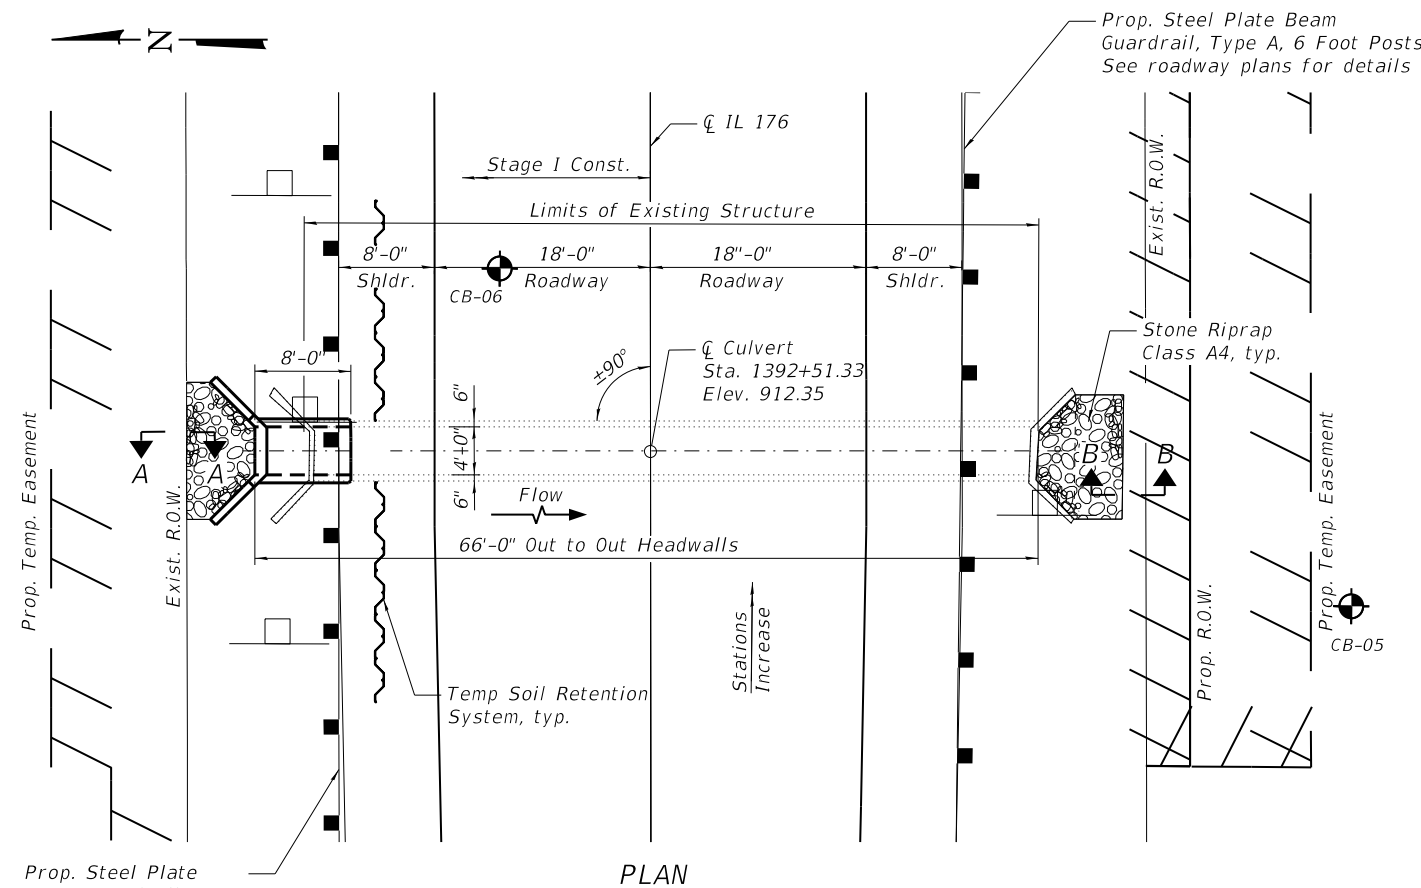 Prop. Steel Plate Beam
Guardrail, Type A, 6 Foot Posts
See roadway plans for details
N
℄ IL 176
Stage I Const.
Limits of Existing Structure
8'-0"
Shldr.
18'-0"
Roadway
18"-0"
Roadway
8'-0"
Shldr.
CB-06
Exist. R.O.W.
Stone Riprap
Class A4, typ.
8'-0"
±90°
℄ Culvert
Sta. 1392+51.33
Elev. 912.35
6"
4'-0"
6"
A
A
B
B
Flow
66'-0" Out to Out Headwalls
Prop. Temp. Easement
Exist. R.O.W.
Stations
Increase
Prop. R.O.W.
Prop. Temp. Easement
CB-05
Temp Soil Retention
System, typ.
Prop. Steel Plate
PLAN